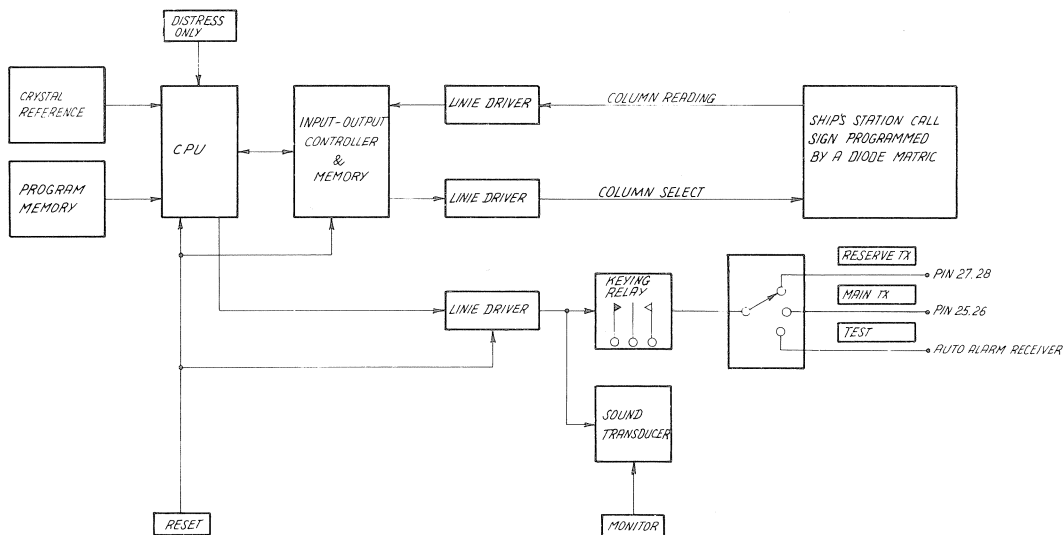 DISTRESS
ONLY
CRYSTAL
REFERENCE
CPU
INPUT-OUTPUT
CONTROLLER
&
MEMORY
LINIE DRIVER
COLUMN READING
SHIP'S STATION CALL
SIGN PROGRAMMED
BY A DIODE MATRIC
PROGRAM
MEMORY
LINIE DRIVER
COLUMN SELECT
RESERVE TX
PIN 27.28
KEYING
RELAY
MAIN TX
LINIE DRIVER
PIN 25.26
TEST
AUTO ALARM RECEIVER
SOUND
TRANSDUCER
RESET
MONITOR